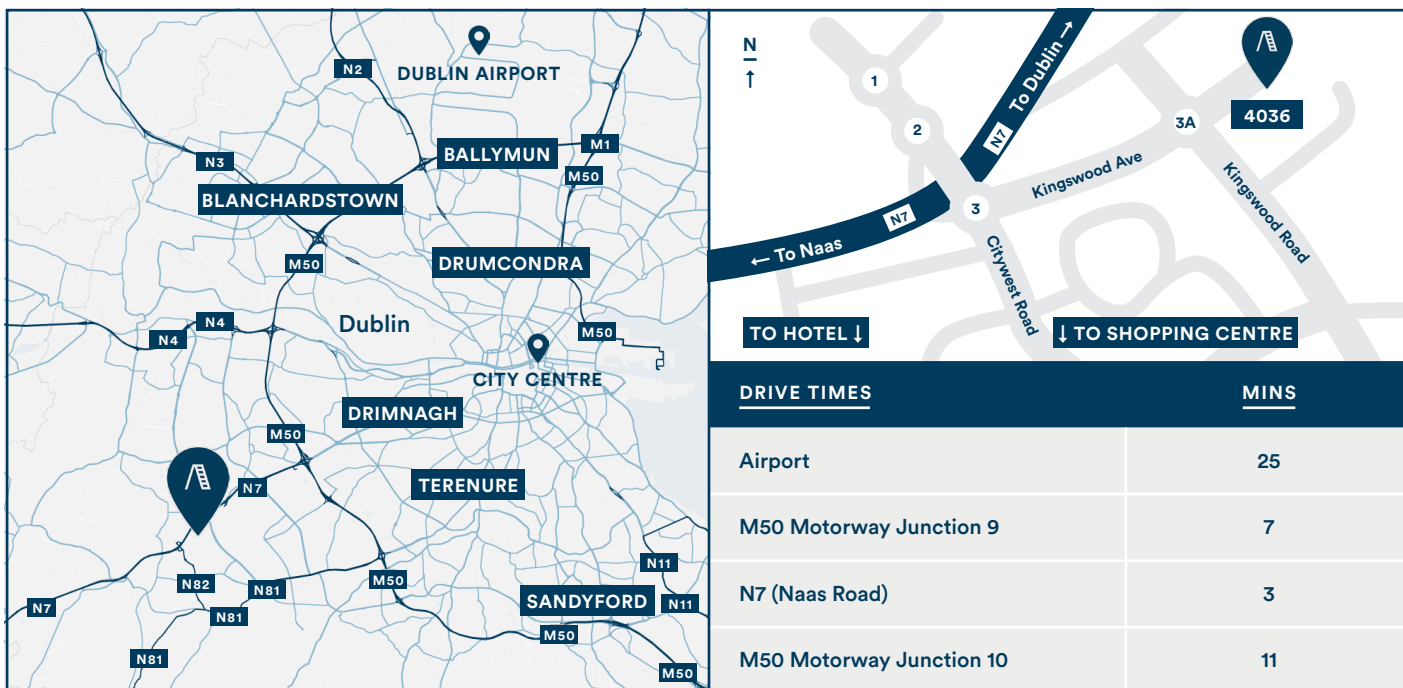 N2
DUBLIN AIRPORT
M1
BALLYMUN
N3
M50
BLANCHARDSTOWN
M50
DRUMCONDRA
N4
Dublin
M50
N4
CITY CENTRE
DRIMNAGH
M50
TERENURE
N7
N11
M50
N82
N81
SANDYFORD
N11
N7
N81
M50
N81
M50
N
↑
1
2
3
3A
4036
To Dublin →
N7
N7
← To Naas
Kingswood Ave
Kingswood Road
Citywest Road
TO HOTEL ↓
↓ TO SHOPPING CENTRE
DRIVE TIMES MINS
Airport 25
M50 Motorway Junction 9 7
N7 (Naas Road) 3
M50 Motorway Junction 10 11